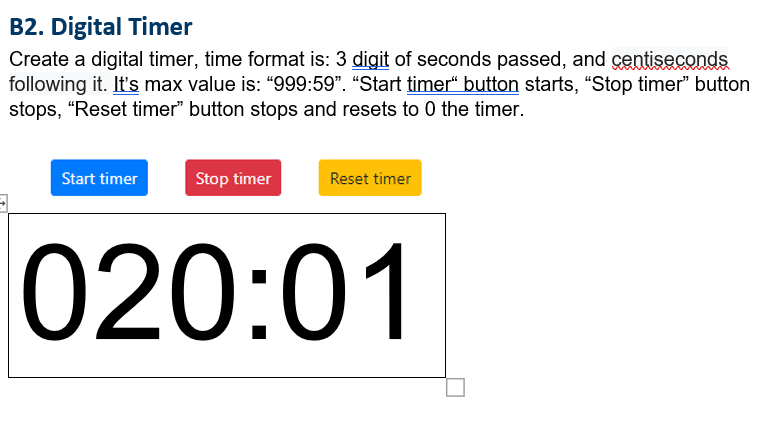 B2. Digital Timer
Create a digital timer, time format is: 3 digit of seconds passed, and centiseconds
following it. It’s max value is: “999:59”. “Start timer“ button starts, “Stop timer” button
stops, “Reset timer” button stops and resets to 0 the timer.
Start timer Stop timer Reset timer
020:01